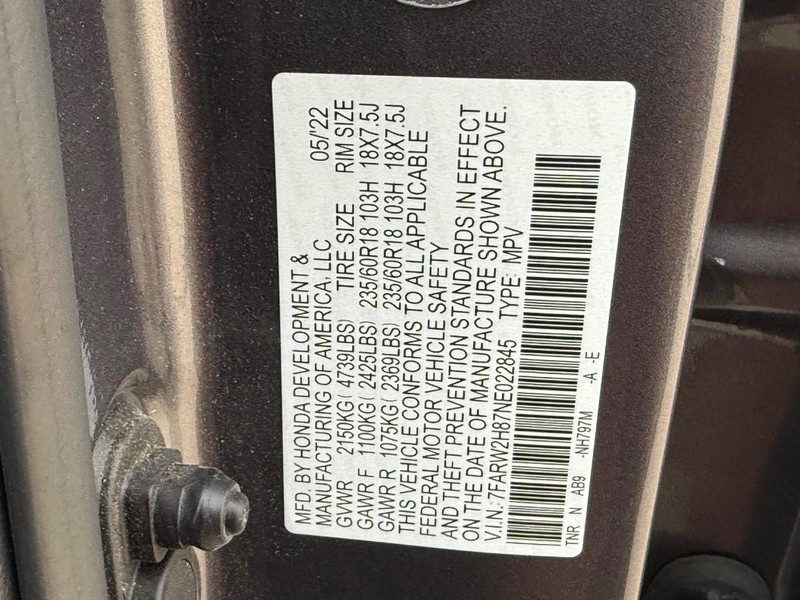 MFD. BY HONDA DEVELOPMENT &
MANUFACTURING OF AMERICA, LLC 05/'22
GVWR 2150KG ( 4739LBS) TIRE SIZE RIM SIZE
GAWR F 1100KG ( 2425LBS) 235/60R18 103H 18X7.5J
GAWR R 1075KG ( 2369LBS) 235/60R18 103H 18X7.5J
THIS VEHICLE CONFORMS TO ALL APPLICABLE
FEDERAL MOTOR VEHICLE SAFETY
AND THEFT PREVENTION STANDARDS IN EFFECT
ON THE DATE OF MANUFACTURE SHOWN ABOVE.
V.I.N.: 7FARW2H87NE022845 TYPE: MPV
TNR N AB9 -NH797M -A -E